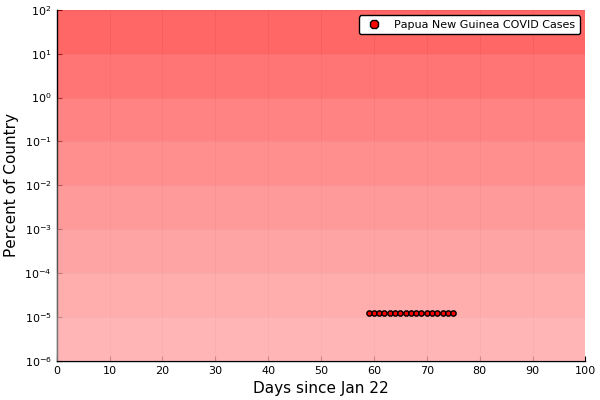 Papua New Guinea COVID Cases
Percent of Country
10²
10¹
10⁰
10⁻¹
10⁻²
10⁻³
10⁻⁴
10⁻⁵
10⁻⁶
0 10 20 30 40 50 60 70 80 90 100
Days since Jan 22